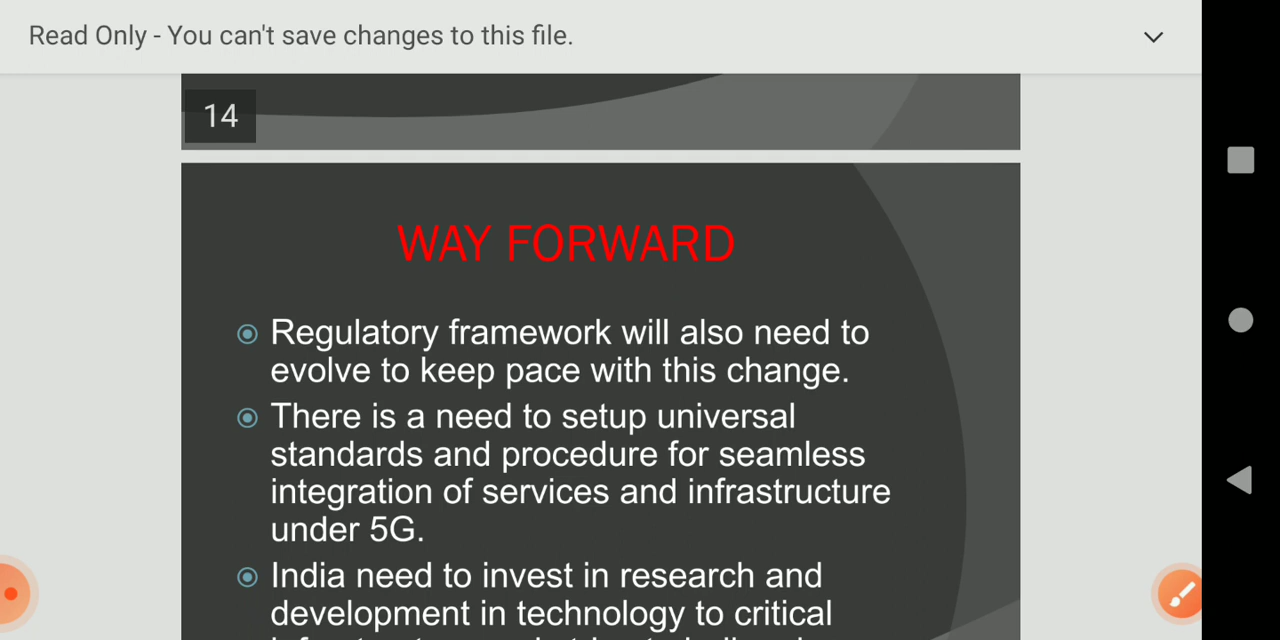 Read Only - You can't save changes to this file.
14
WAY FORWARD
Regulatory framework will also need to
evolve to keep pace with this change.
There is a need to setup universal
standards and procedure for seamless
integration of services and infrastructure
under 5G.
India need to invest in research and
development in technology to critical